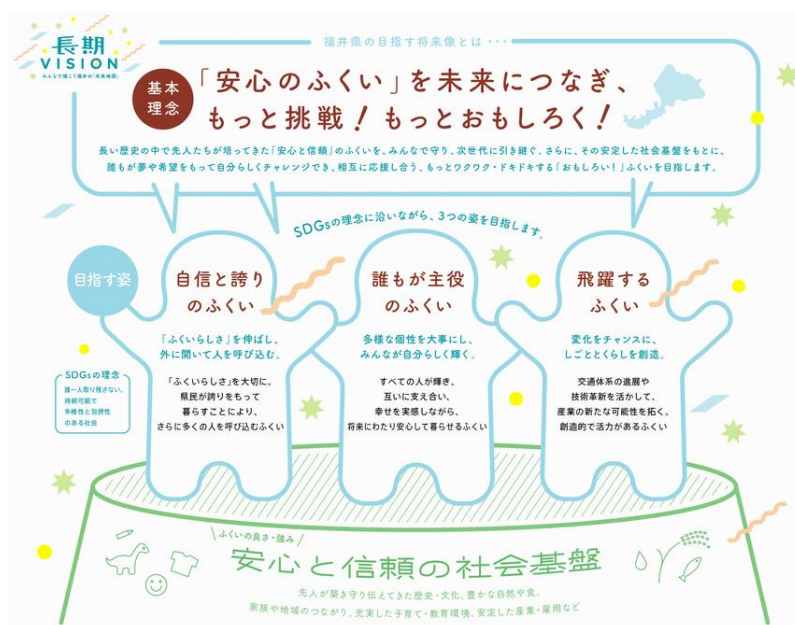 長期
VISION
みんなで描こう福井の「未来地図」
福井県の目指す将来像とは・・・
基本
理念
「安心のふくい」を未来につなぎ、
もっと挑戦！もっとおもしろく！
長い歴史の中で先人たちが培ってきた「安心と信頼」のふくいを、みんなで守り、次世代に引き継ぐ。さらに、その安定した社会基盤をもとに、
誰もが夢や希望をもって自分らしくチャレンジでき、相互に応援し合う、もっとワクワク・ドキドキする「おもしろい！」ふくいを目指します。
SDGsの理念に沿いながら、3つの姿を目指します。
目指す姿
自信と誇り
のふくい
「ふくいらしさ」を伸ばし、
外に開いて人を呼び込む。
「ふくいらしさ」を大切に。
県民が誇りをもって
暮らすことにより、
さらに多くの人を呼び込むふくい
誰もが主役
のふくい
多様な個性を大事にし、
みんなが自分らしく輝く。
すべての人が輝き、
互いに支え合い、
幸せを実感しながら、
将来にわたり安心して暮らせるふくい
飛躍する
ふくい
変化をチャンスに、
しごととくらしを創造。
交通体系の進展や
技術革新を活かして、
産業の新たな可能性を拓く。
創造的で活力があるふくい
SDGsの理念
誰一人取り残さない、
持続可能で
多様性と包摂性
のある社会
ふくいの良さ・強み
安心と信頼の社会基盤
先人が築き守り伝えてきた歴史・文化、豊かな自然や食、
家族や地域のつながり、充実した子育て・教育環境、安定した産業・雇用など